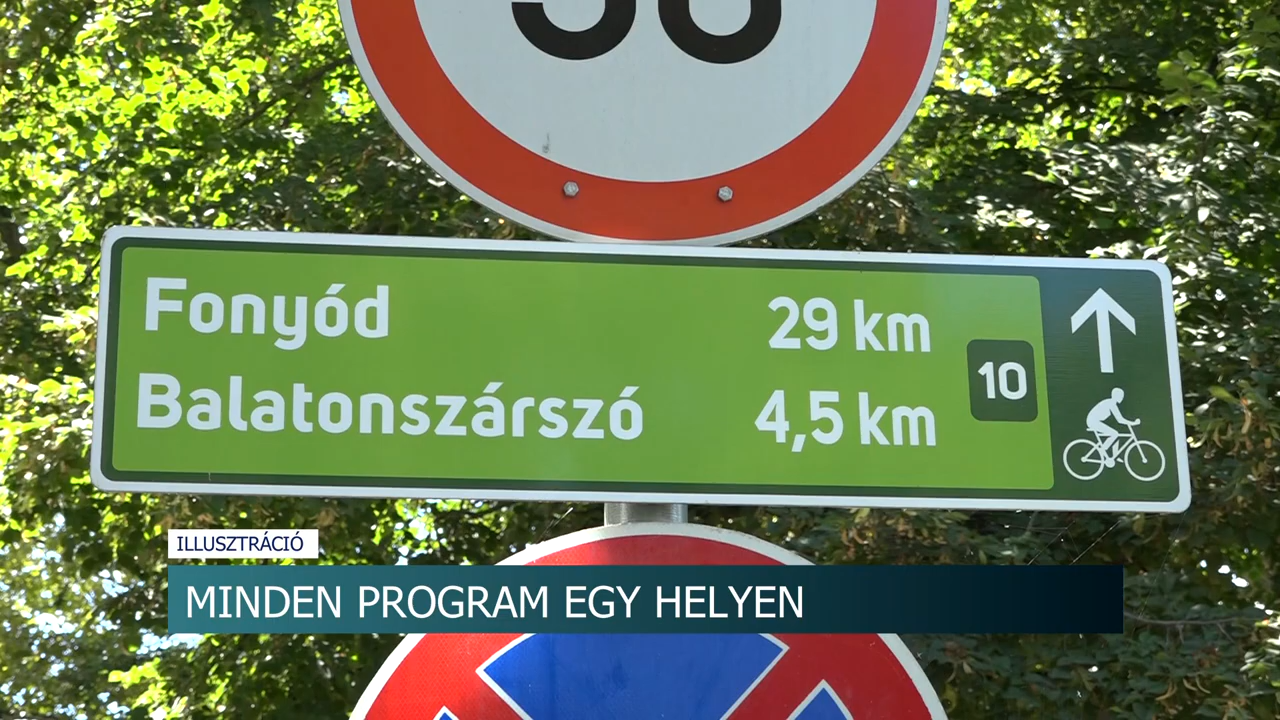 Fonyód 29 km
Balatonszárszó 4,5 km
10
ILLUSZTRÁCIÓ
MINDEN PROGRAM EGY HELYEN